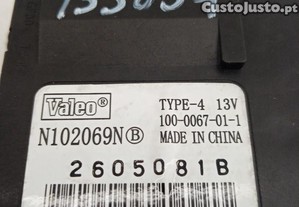 CustoJusto.pt
Valeo®
TYPE-4 13V
100-0067-01-1
N102069N Ⓑ
MADE IN CHINA
2605081B